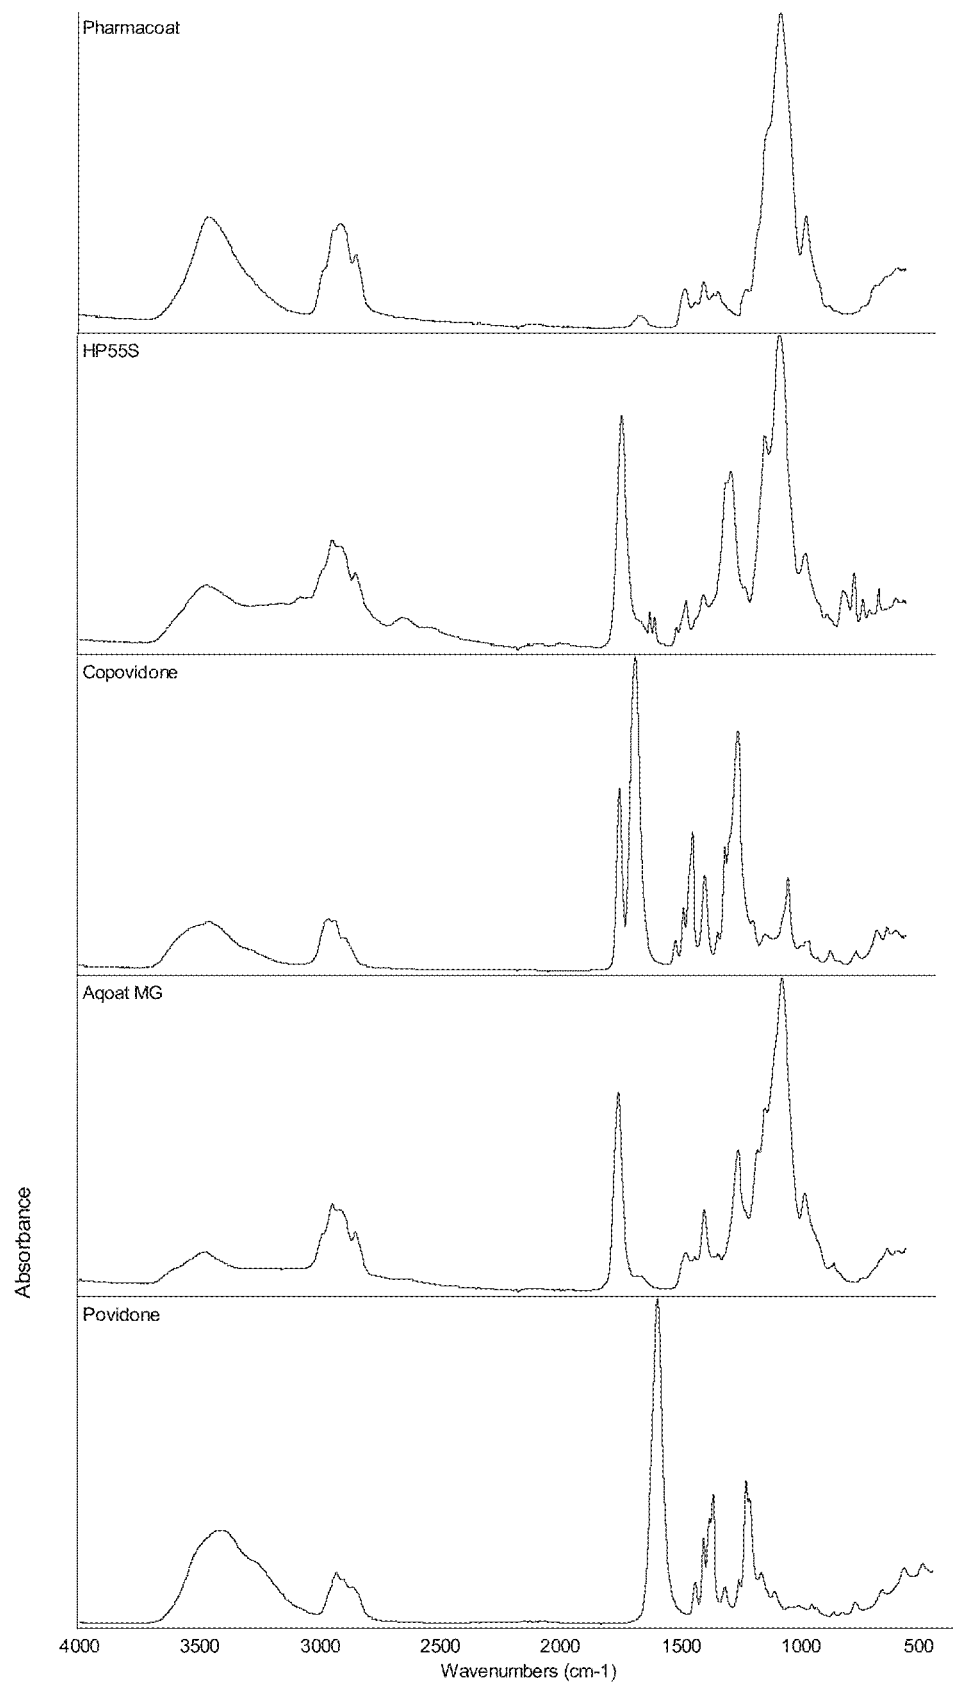 Pharmacoat
HP55S
Copovidone
Aqoat MG
Absorbance
Povidone
4000 3500 3000 2500 2000 1500 1000 500
Wavenumbers (cm-1)